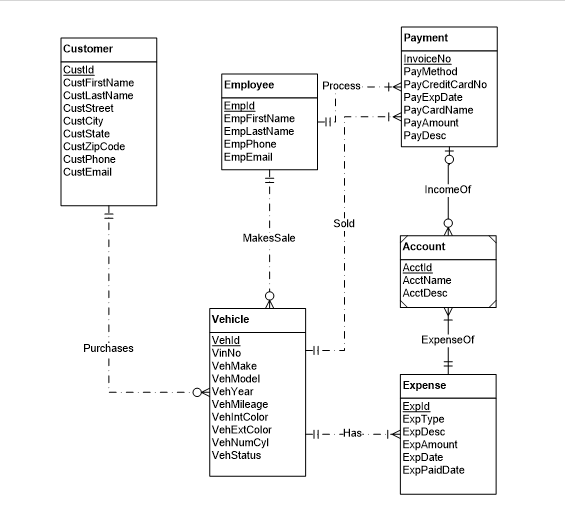 Customer
CustId
CustFirstName
CustLastName
CustStreet
CustCity
CustState
CustZipCode
CustPhone
CustEmail
Employee
EmpId
EmpFirstName
EmpLastName
EmpPhone
EmpEmail
Process
Payment
InvoiceNo
PayMethod
PayCreditCardNo
PayExpDate
PayCardName
PayAmount
PayDesc
IncomeOf
Sold
MakesSale
Account
AcctId
AcctName
AcctDesc
Purchases
Vehicle
VehId
VinNo
VehMake
VehModel
VehYear
VehMileage
VehIntColor
VehExtColor
VehNumCyl
VehStatus
ExpenseOf
Has
Expense
ExpId
ExpType
ExpDesc
ExpAmount
ExpDate
ExpPaidDate